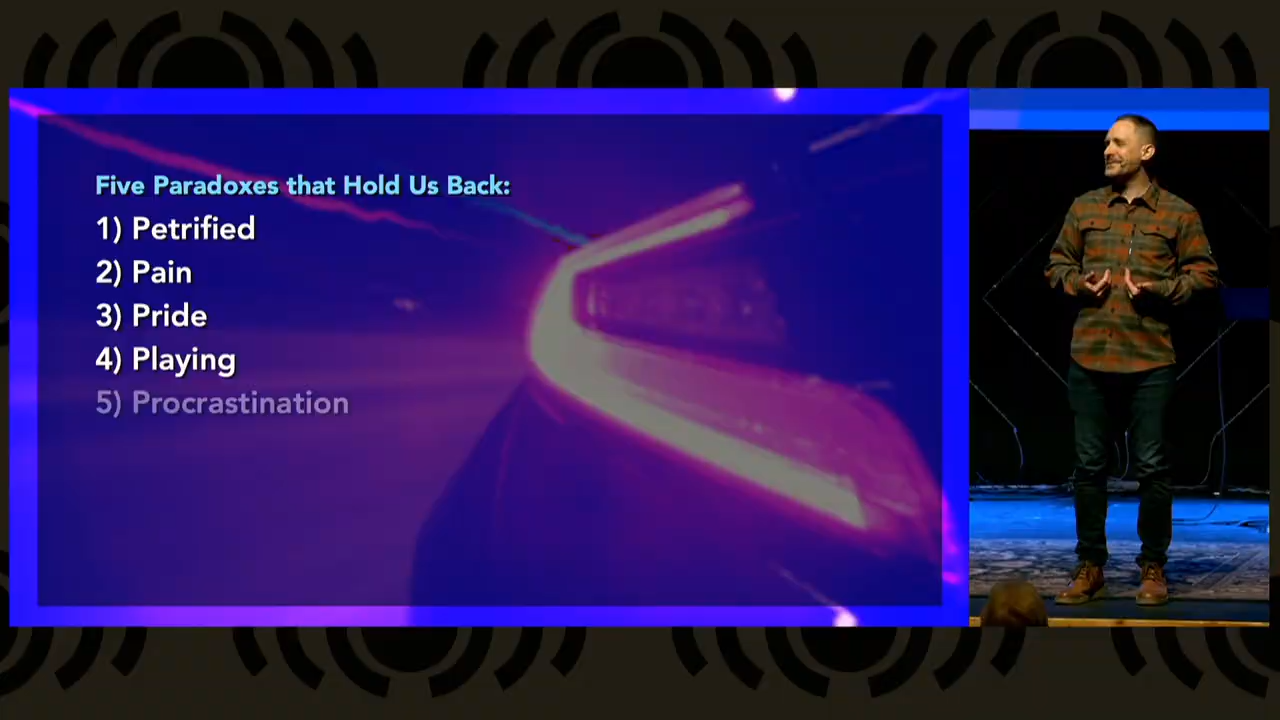 Five Paradoxes that Hold Us Back:
1) Petrified
2) Pain
3) Pride
4) Playing
5) Procrastination